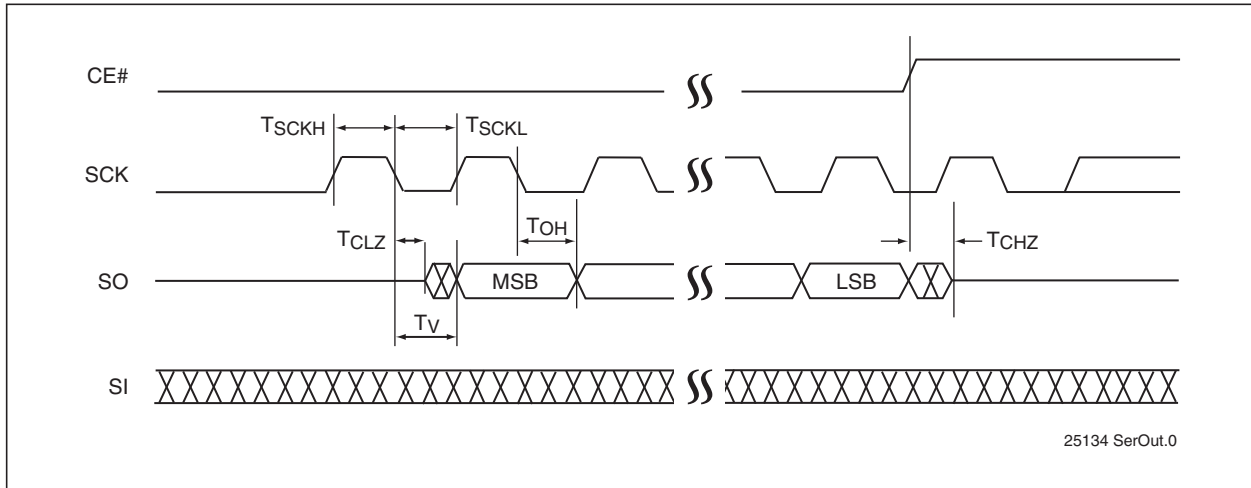 CE#
TSCKH
TSCKL
SCK
TOH
TCLZ
TCHZ
SO
MSB
LSB
TV
SI
25134 SerOut.0